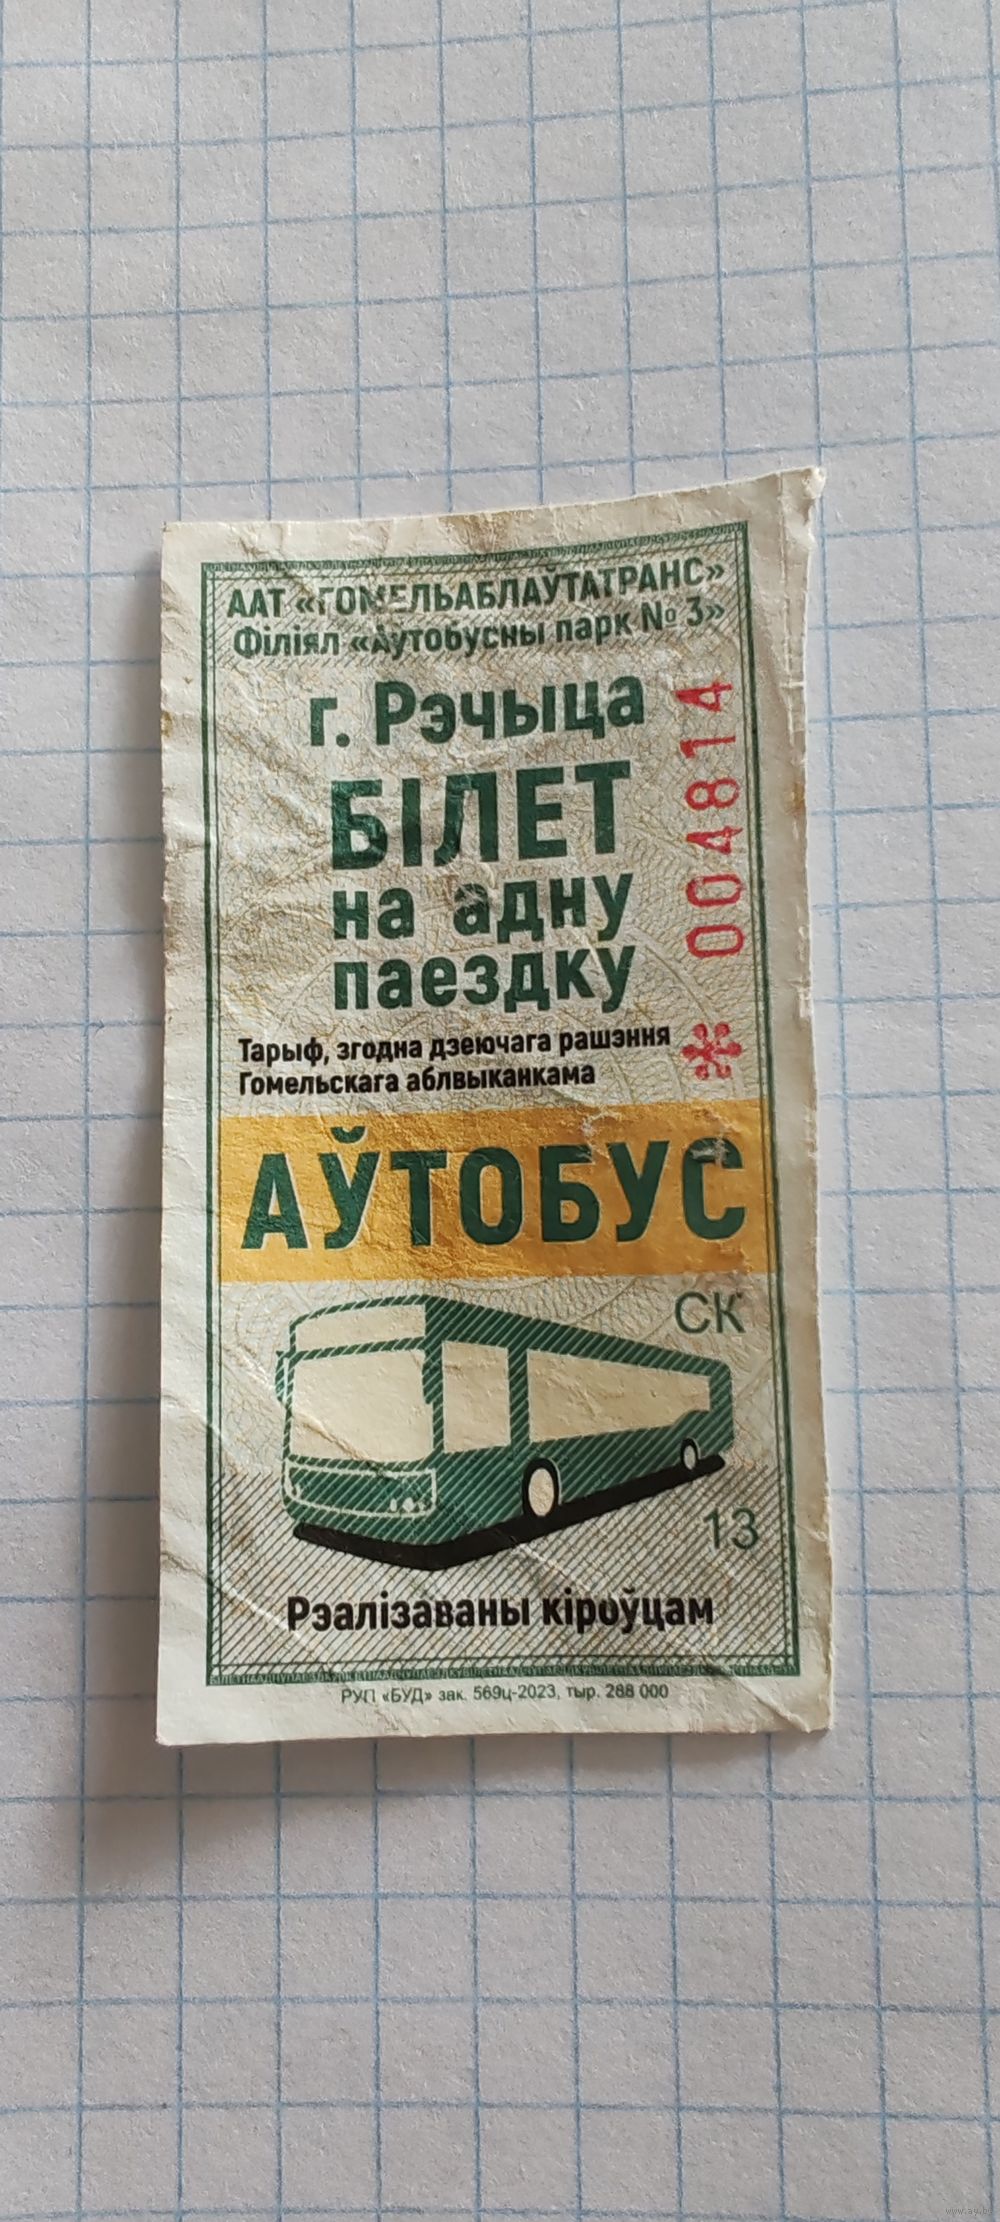 ААТ «ГОМЕЛЬАБЛАЎТАТРАНС»
Філіял «Аўтобусны парк № 3»
г. Рэчыца
БІЛЕТ
на адну
паездку
004814
Тарыф, згодна дзеючага рашэння
Гомельскага аблвыканкама
АЎТОБУС
СК
13
Рэалізаваны кіроўцам
РУП «БУД» зак. 569ц-2023, тыр. 288 000